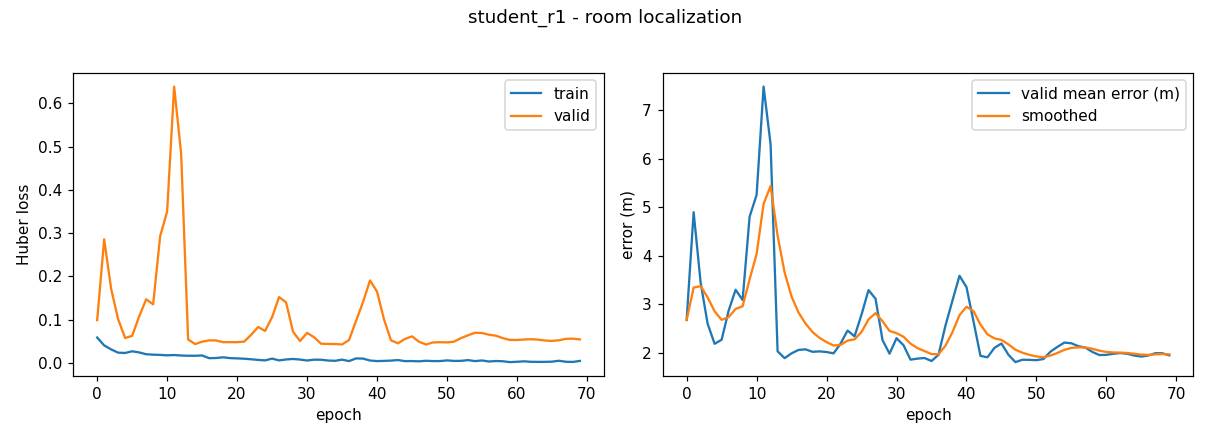 student_r1 - room localization
train
valid
Huber loss
0.6
0.5
0.4
0.3
0.2
0.1
0.0
0 10 20 30 40 50 60 70
epoch
valid mean error (m)
smoothed
error (m)
7
6
5
4
3
2
0 10 20 30 40 50 60 70
epoch